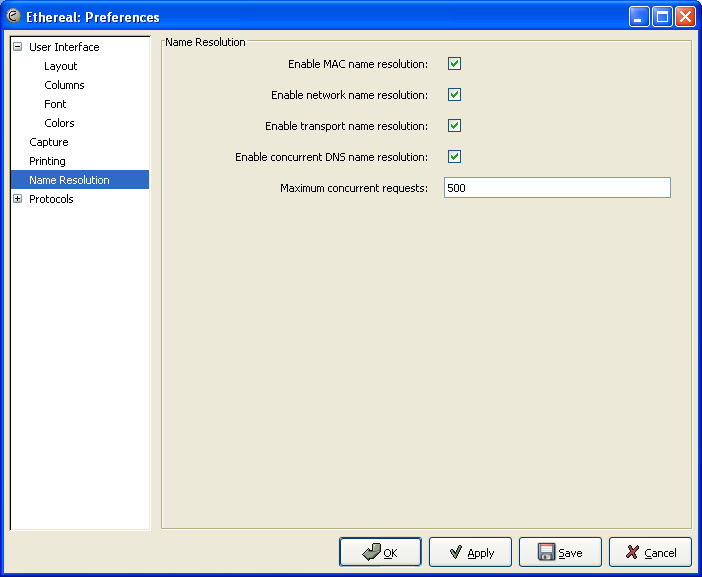 Ethereal: Preferences
User Interface
Layout
Columns
Font
Colors
Capture
Printing
Name Resolution
Protocols
Name Resolution
Enable MAC name resolution:
Enable network name resolution:
Enable transport name resolution:
Enable concurrent DNS name resolution:
Maximum concurrent requests: 500
OK Apply Save Cancel